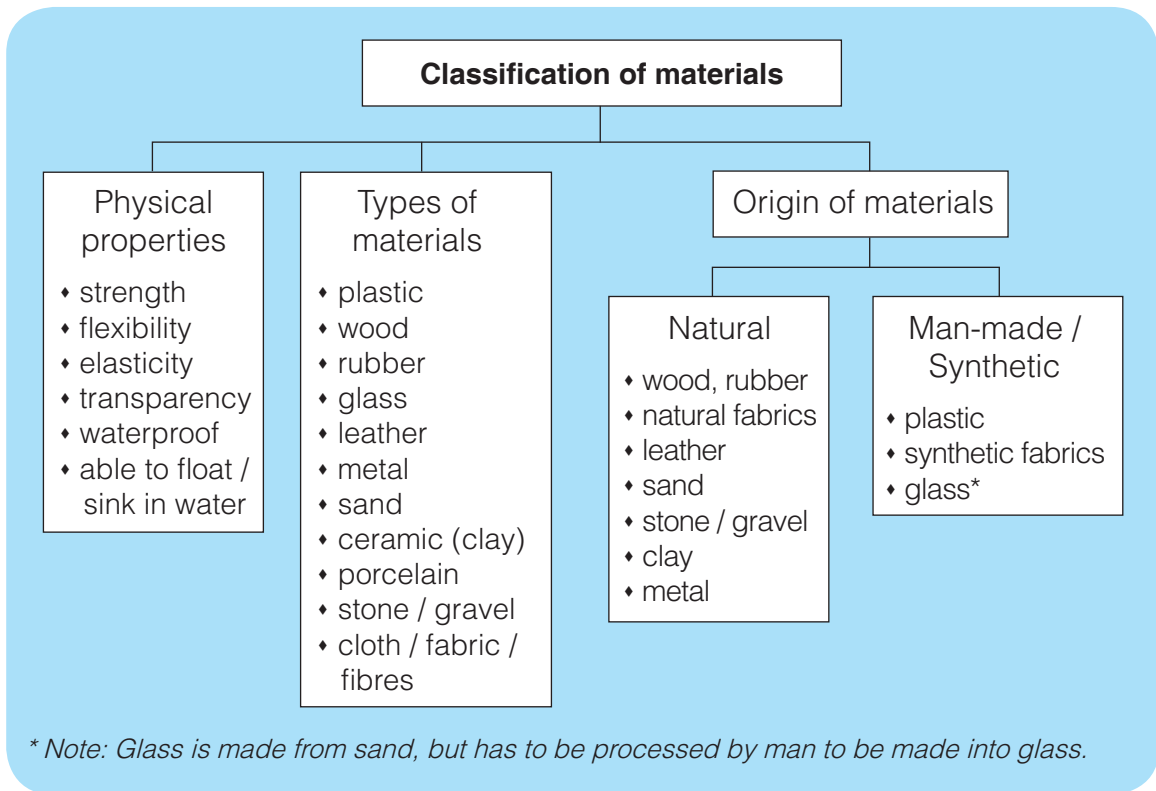 Classification of materials
Physical
properties
♦ strength
♦ flexibility
♦ elasticity
♦ transparency
♦ waterproof
♦ able to float /
sink in water
Types of
materials
♦ plastic
♦ wood
♦ rubber
♦ glass
♦ leather
♦ metal
♦ sand
♦ ceramic (clay)
♦ porcelain
♦ stone / gravel
♦ cloth / fabric /
fibres
Origin of materials
Natural
♦ wood, rubber
♦ natural fabrics
♦ leather
♦ sand
♦ stone / gravel
♦ clay
♦ metal
Man-made /
Synthetic
♦ plastic
♦ synthetic fabrics
♦ glass*
* Note: Glass is made from sand, but has to be processed by man to be made into glass.